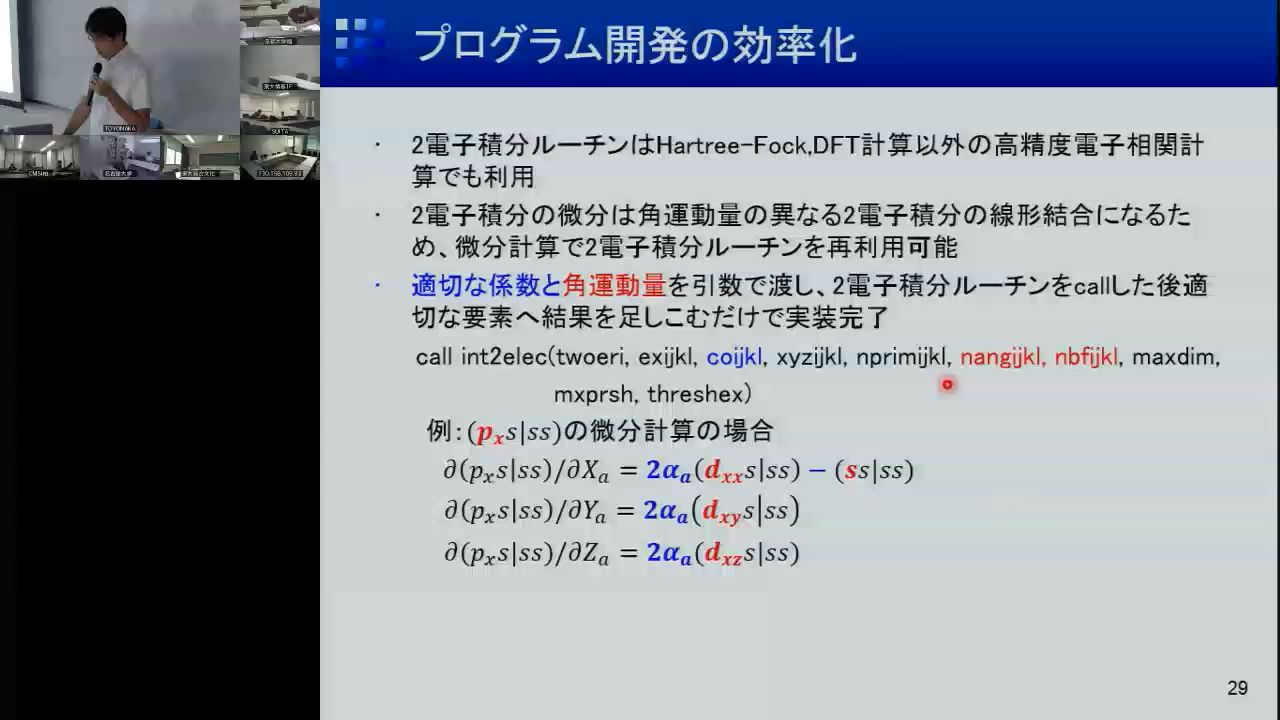 プログラム開発の効率化
・ 2電子積分ルーチンはHartree-Fock,DFT計算以外の高精度電子相関計
算でも利用
・ 2電子積分の微分は角運動量の異なる2電子積分の線形結合になるた
め、微分計算で2電子積分ルーチンを再利用可能
・ 適切な係数と角運動量を引数で渡し、2電子積分ルーチンをcallした後適
切な要素へ結果を足しこむだけで実装完了
call int2elec(twoeri, exijkl, coijkl, xyzijkl, nprimijkl, nangijkl, nbfijkl, maxdim,
mxprsh, threshex)
例：(pₓs|ss)の微分計算の場合
∂(pₓs|ss)/∂Xₐ = 2αₐ(d_xx s|ss) − (ss|ss)
∂(pₓs|ss)/∂Yₐ = 2αₐ(d_xy s|ss)
∂(pₓs|ss)/∂Zₐ = 2αₐ(d_xz s|ss)
29
TOYONAKA
SUITA
名古屋大学